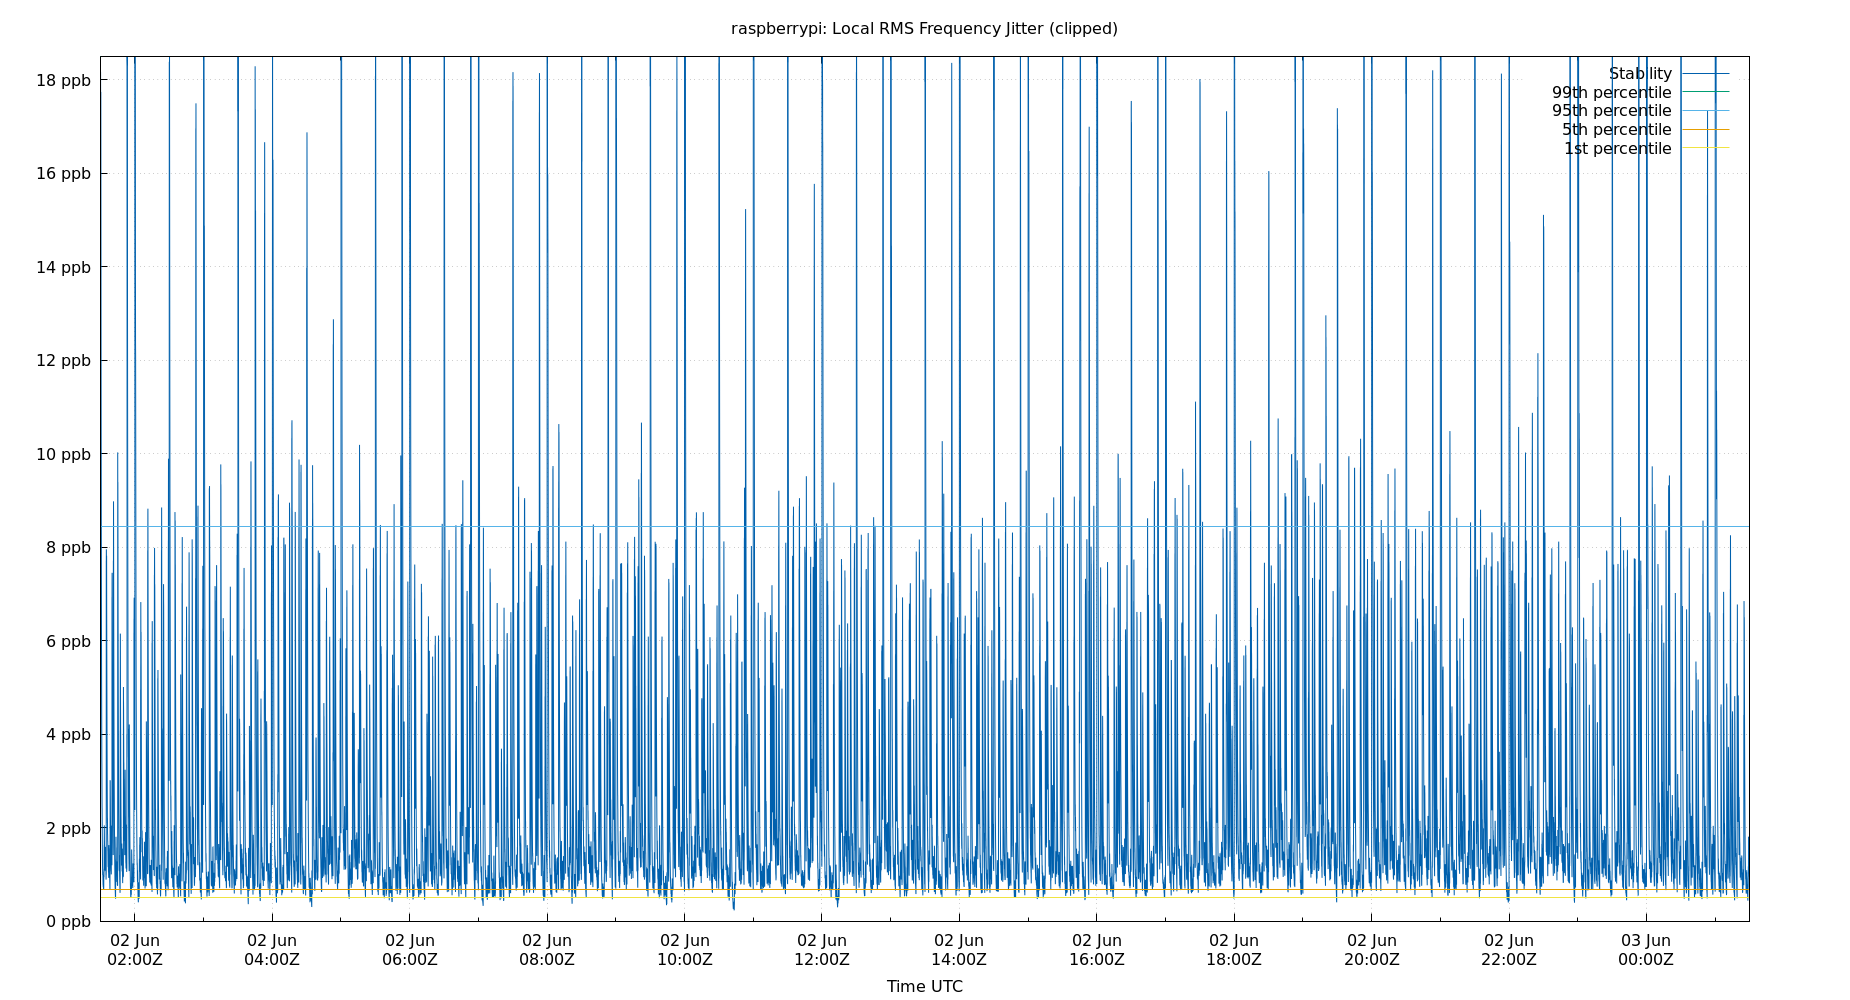 raspberrypi: Local RMS Frequency Jitter (clipped)
18 ppb
16 ppb
14 ppb
12 ppb
10 ppb
8 ppb
6 ppb
4 ppb
2 ppb
0 ppb
Stability
99th percentile
95th percentile
5th percentile
1st percentile
02 Jun 02 Jun 02 Jun 02 Jun 02 Jun 02 Jun 02 Jun 02 Jun 02 Jun 02 Jun 02 Jun 03 Jun
02:00Z 04:00Z 06:00Z 08:00Z 10:00Z 12:00Z 14:00Z 16:00Z 18:00Z 20:00Z 22:00Z 00:00Z
Time UTC